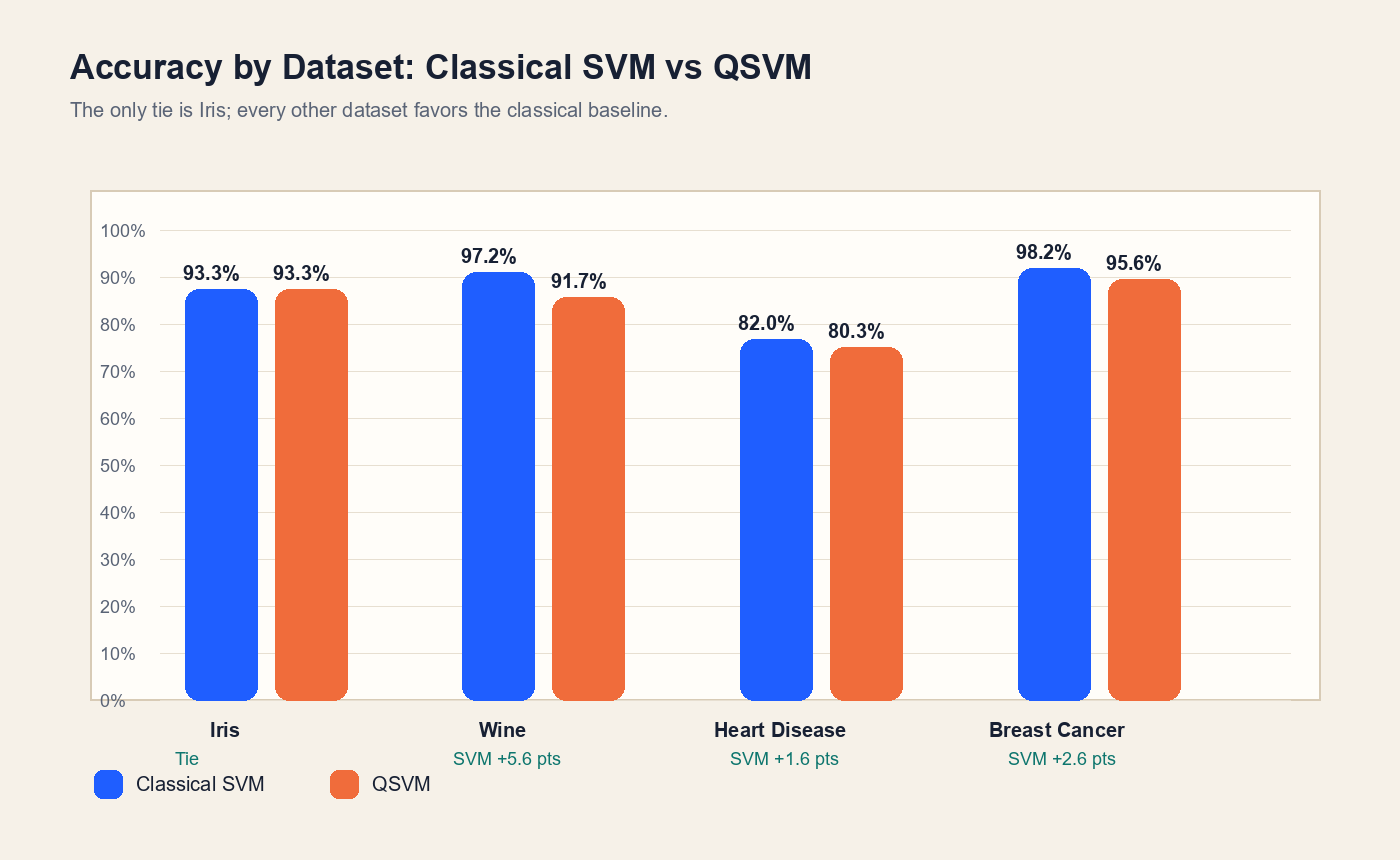 Accuracy by Dataset: Classical SVM vs QSVM
The only tie is Iris; every other dataset favors the classical baseline.
100%
90%
80%
70%
60%
50%
40%
30%
20%
10%
0%
93.3% 93.3% 97.2% 91.7% 82.0% 80.3% 98.2% 95.6%
Iris Wine Heart Disease Breast Cancer
Tie SVM +5.6 pts SVM +1.6 pts SVM +2.6 pts
Classical SVM QSVM